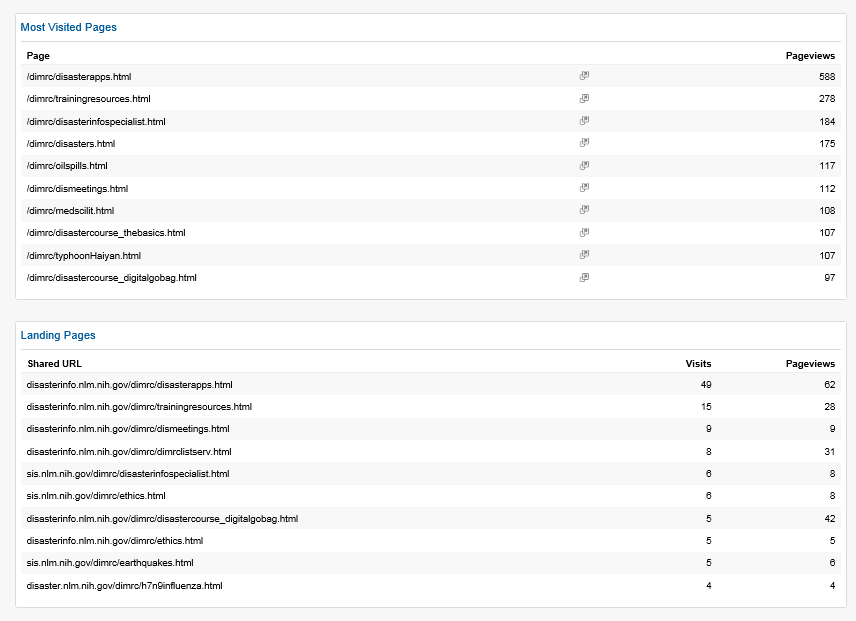 Most Visited Pages
Page Pageviews
/dimrc/disasterapps.html 588
/dimrc/trainingresources.html 278
/dimrc/disasterinfospecialist.html 184
/dimrc/disasters.html 175
/dimrc/oilspills.html 117
/dimrc/dismeetings.html 112
/dimrc/medscilit.html 108
/dimrc/disastercourse_thebasics.html 107
/dimrc/typhoonHaiyan.html 107
/dimrc/disastercourse_digitalgobag.html 97
Landing Pages
Shared URL Visits Pageviews
disasterinfo.nlm.nih.gov/dimrc/disasterapps.html 49 62
disasterinfo.nlm.nih.gov/dimrc/trainingresources.html 15 28
disasterinfo.nlm.nih.gov/dimrc/dismeetings.html 9 9
disasterinfo.nlm.nih.gov/dimrc/dimrclistserv.html 8 31
sis.nlm.nih.gov/dimrc/disasterinfospecialist.html 6 8
sis.nlm.nih.gov/dimrc/ethics.html 6 8
disasterinfo.nlm.nih.gov/dimrc/disastercourse_digitalgobag.html 5 42
disasterinfo.nlm.nih.gov/dimrc/ethics.html 5 5
sis.nlm.nih.gov/dimrc/earthquakes.html 5 6
disaster.nlm.nih.gov/dimrc/h7n9influenza.html 4 4